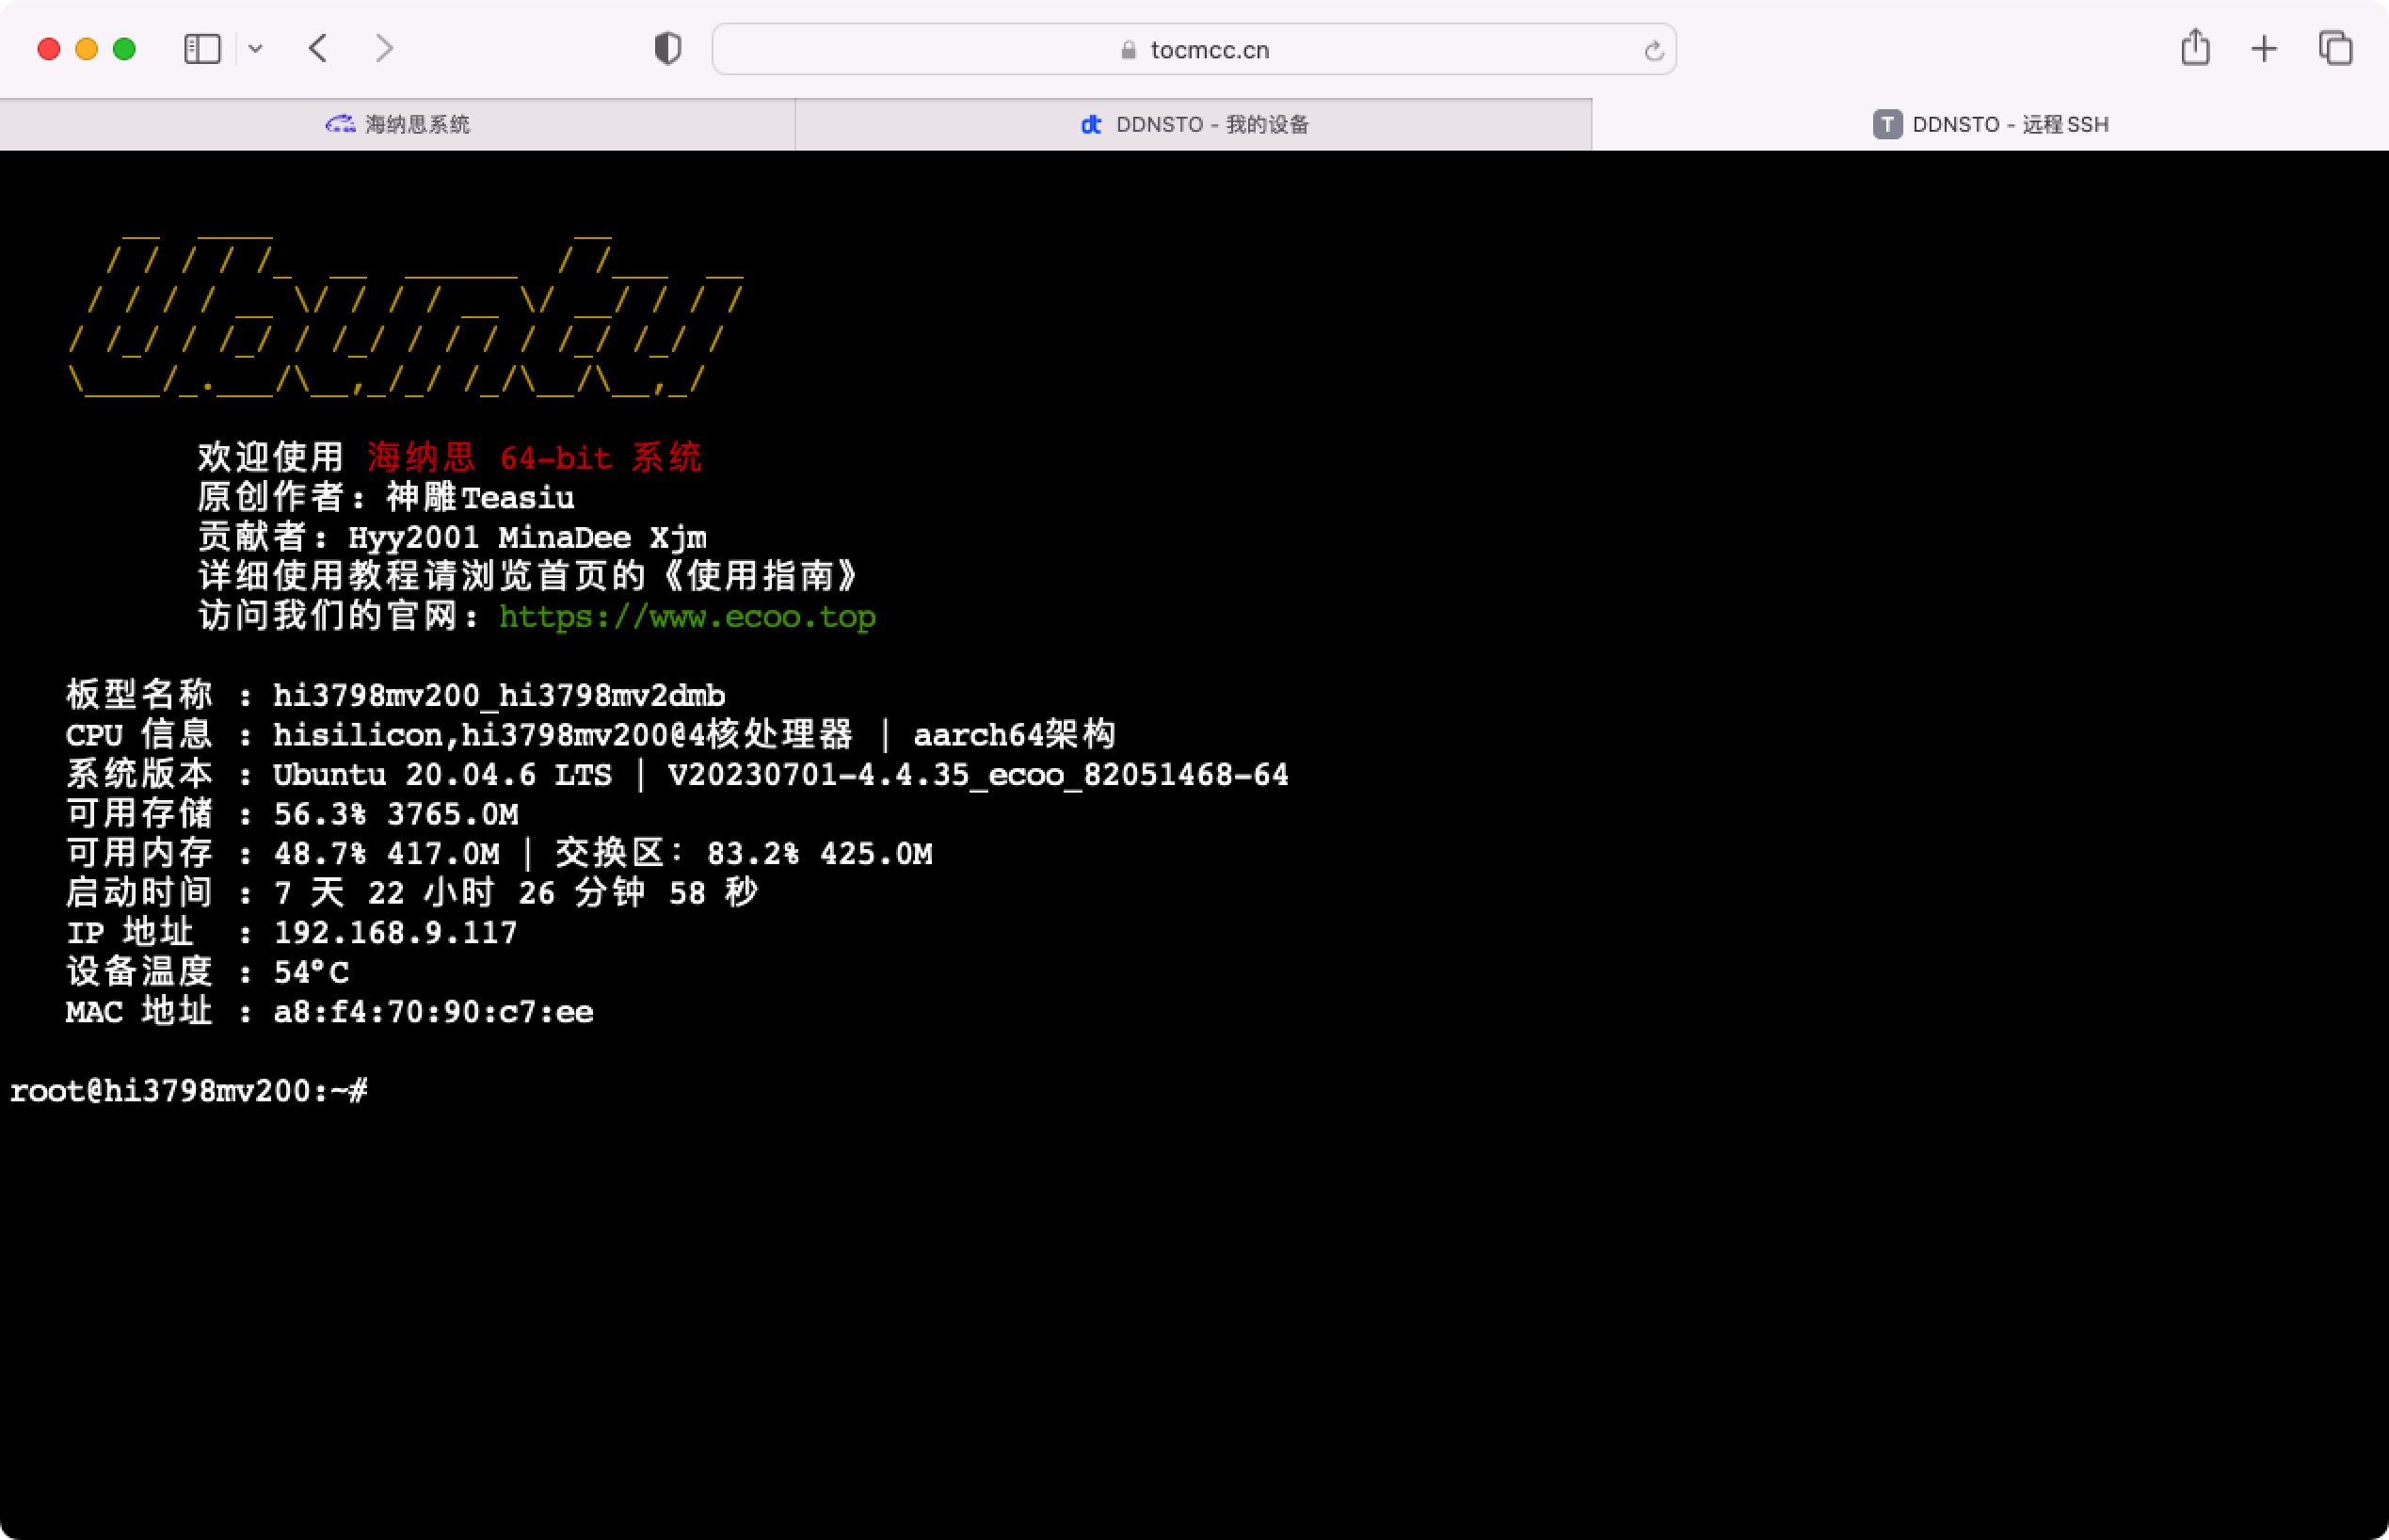 tocmcc.cn
海纳思系统
dt DDNSTO - 我的设备
T DDNSTO - 远程SSH
Ubuntu
欢迎使用 海纳思 64-bit 系统
原创作者: 神雕Teasiu
贡献者: Hyy2001 MinaDee Xjm
详细使用教程请浏览首页的《使用指南》
访问我们的官网: https://www.ecoo.top
板型名称 : hi3798mv200_hi3798mv2dmb
CPU 信息 : hisilicon,hi3798mv200@4核处理器 | aarch64架构
系统版本 : Ubuntu 20.04.6 LTS | V20230701-4.4.35_ecoo_82051468-64
可用存储 : 56.3% 3765.0M
可用内存 : 48.7% 417.0M | 交换区: 83.2% 425.0M
启动时间 : 7 天 22 小时 26 分钟 58 秒
IP 地址 : 192.168.9.117
设备温度 : 54°C
MAC 地址 : a8:f4:70:90:c7:ee
root@hi3798mv200:~#